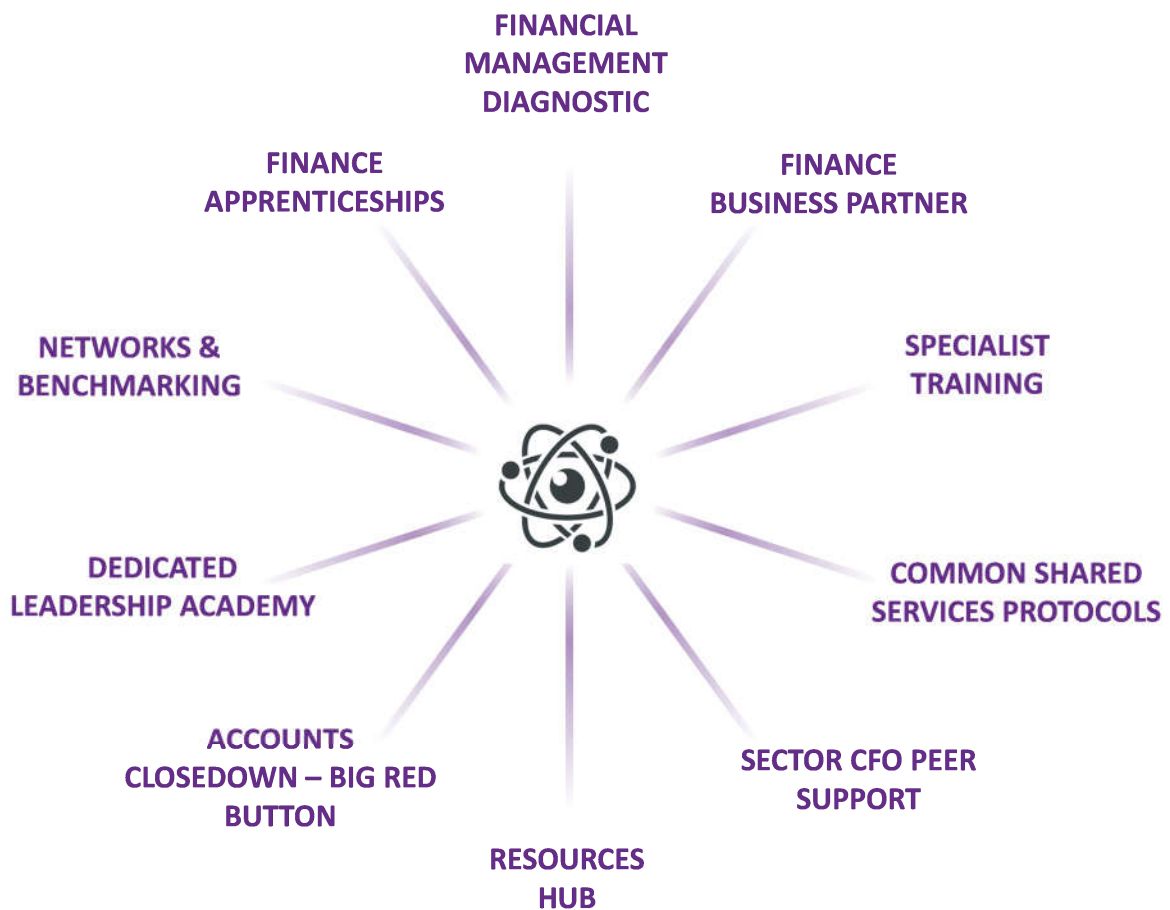 FINANCIAL
MANAGEMENT
DIAGNOSTIC
FINANCE
APPRENTICESHIPS
FINANCE
BUSINESS PARTNER
NETWORKS &
BENCHMARKING
SPECIALIST
TRAINING
DEDICATED
LEADERSHIP ACADEMY
COMMON SHARED
SERVICES PROTOCOLS
ACCOUNTS
CLOSEDOWN – BIG RED
BUTTON
SECTOR CFO PEER
SUPPORT
RESOURCES
HUB